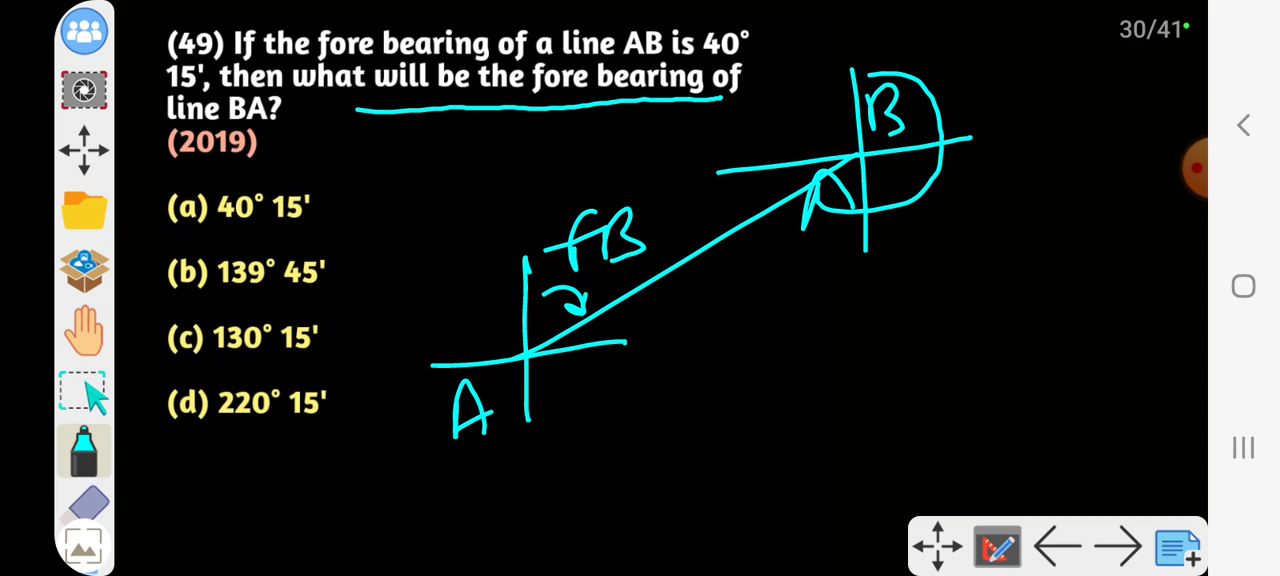 30/41
(49) If the fore bearing of a line AB is 40°
15', then what will be the fore bearing of
line BA?
(2019)
(a) 40° 15'
(b) 139° 45'
(c) 130° 15'
(d) 220° 15'
B
FB
A